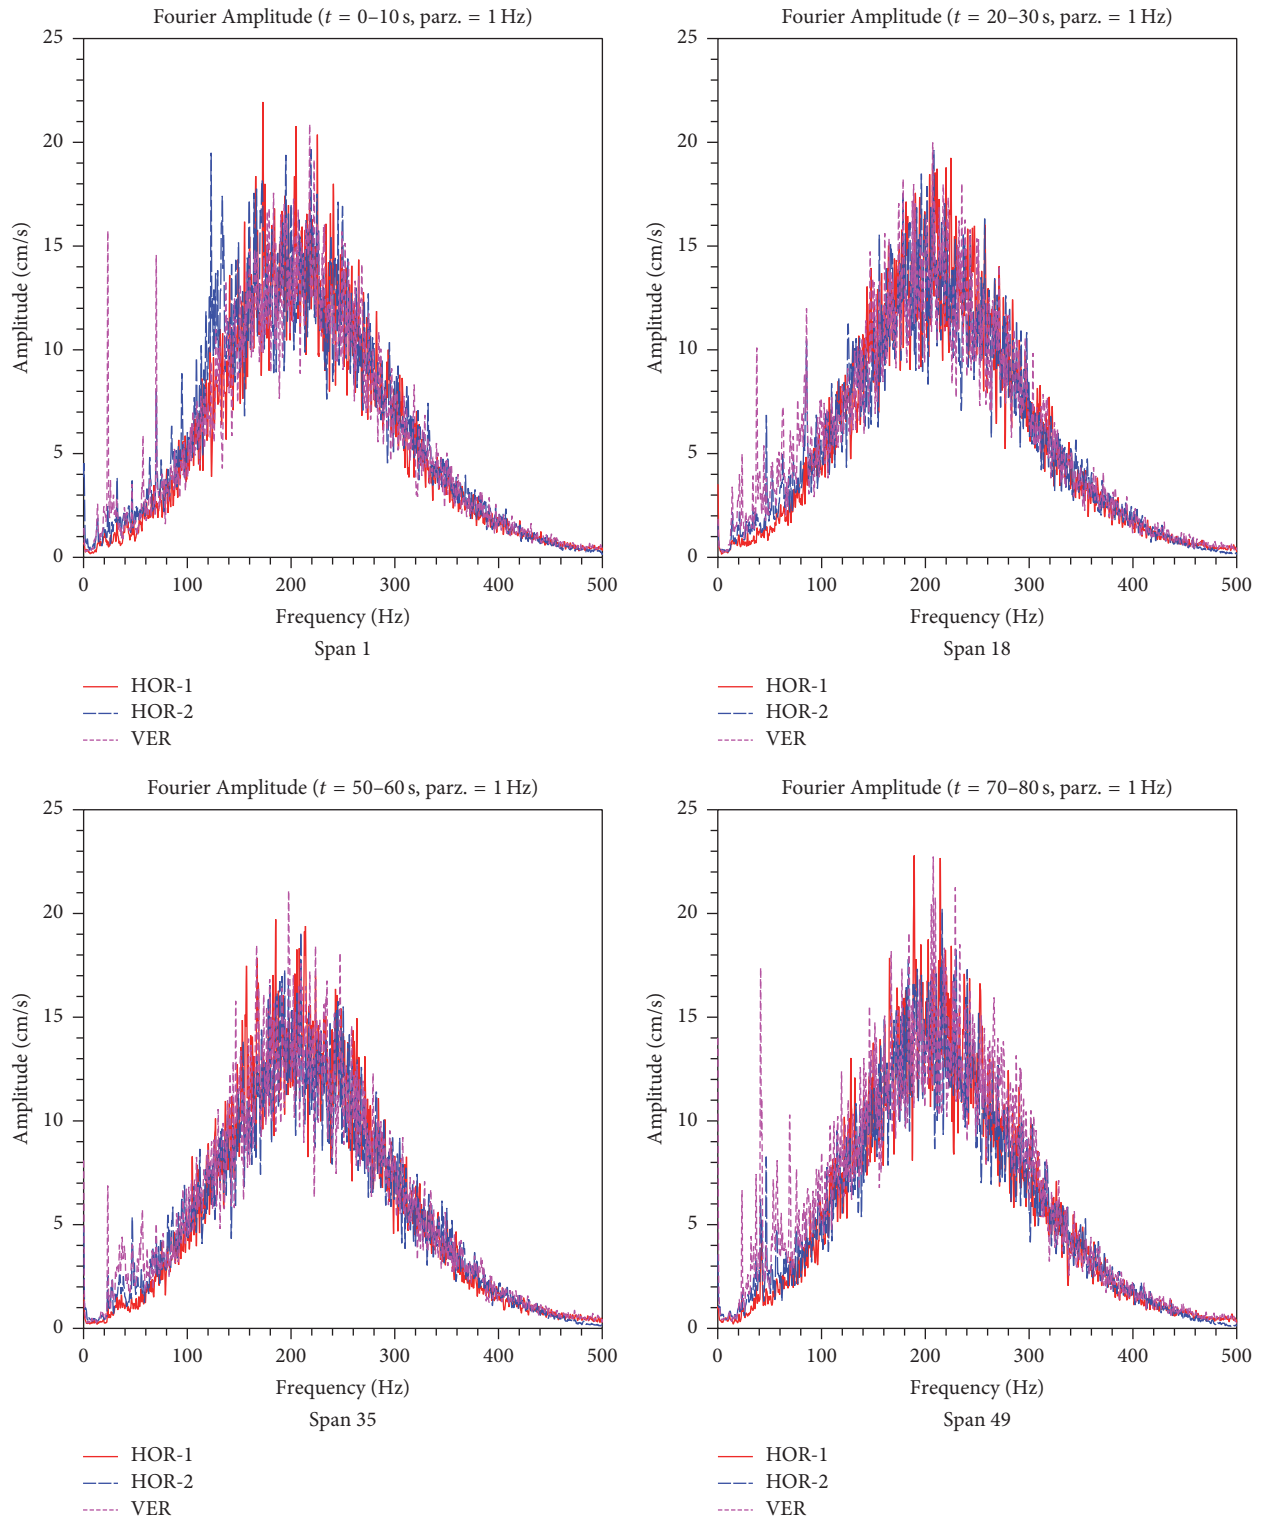 Fourier Amplitude (t = 0–10 s, parz. = 1 Hz)
25
20
15
10
5
0
Amplitude (cm/s)
0 100 200 300 400 500
Frequency (Hz)
Span 1
HOR-1
HOR-2
VER
Fourier Amplitude (t = 20–30 s, parz. = 1 Hz)
25
20
15
10
5
0
Amplitude (cm/s)
0 100 200 300 400 500
Frequency (Hz)
Span 18
HOR-1
HOR-2
VER
Fourier Amplitude (t = 50–60 s, parz. = 1 Hz)
25
20
15
10
5
0
Amplitude (cm/s)
0 100 200 300 400 500
Frequency (Hz)
Span 35
HOR-1
HOR-2
VER
Fourier Amplitude (t = 70–80 s, parz. = 1 Hz)
25
20
15
10
5
0
Amplitude (cm/s)
0 100 200 300 400 500
Frequency (Hz)
Span 49
HOR-1
HOR-2
VER